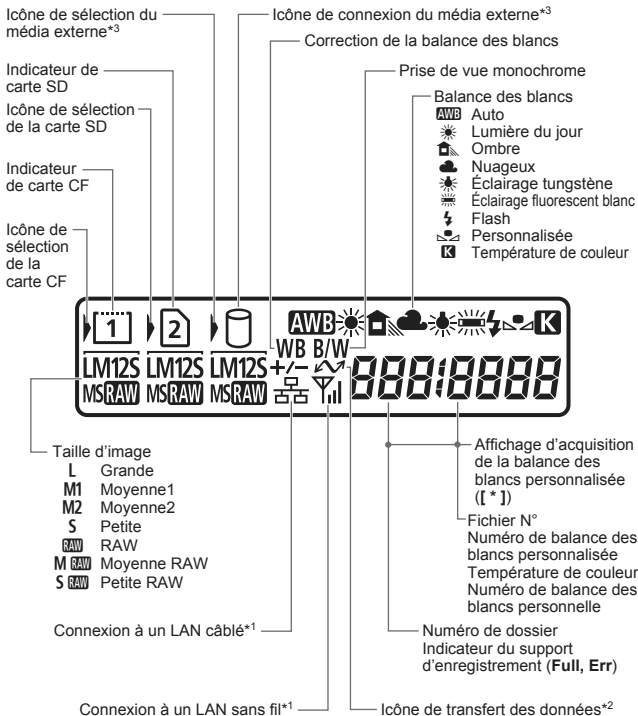 Icône de sélection du
média externe*3
Icône de connexion du média externe*3
Correction de la balance des blancs
Indicateur de
carte SD
Prise de vue monochrome
Icône de sélection
de la carte SD
Balance des blancs
AWB Auto
Lumière du jour
Ombre
Nuageux
Éclairage tungstène
Éclairage fluorescent blanc
Flash
Personnalisée
K Température de couleur
Indicateur
de carte CF
Icône de
sélection
de la
carte CF
1 2 AWB K
LM12S LM12S LM12S WB B/W
MS RAW MS RAW MS RAW +/- 888:8888
Taille d'image
L Grande
M1 Moyenne1
M2 Moyenne2
S Petite
RAW RAW
M RAW Moyenne RAW
S RAW Petite RAW
Affichage d'acquisition
de la balance des
blancs personnalisée
([ * ])
Fichier N°
Numéro de balance des
blancs personnalisée
Température de couleur
Numéro de balance des
blancs personnelle
Connexion à un LAN câblé*1
Numéro de dossier
Indicateur du support
d'enregistrement (Full, Err)
Connexion à un LAN sans fil*1
Icône de transfert des données*2